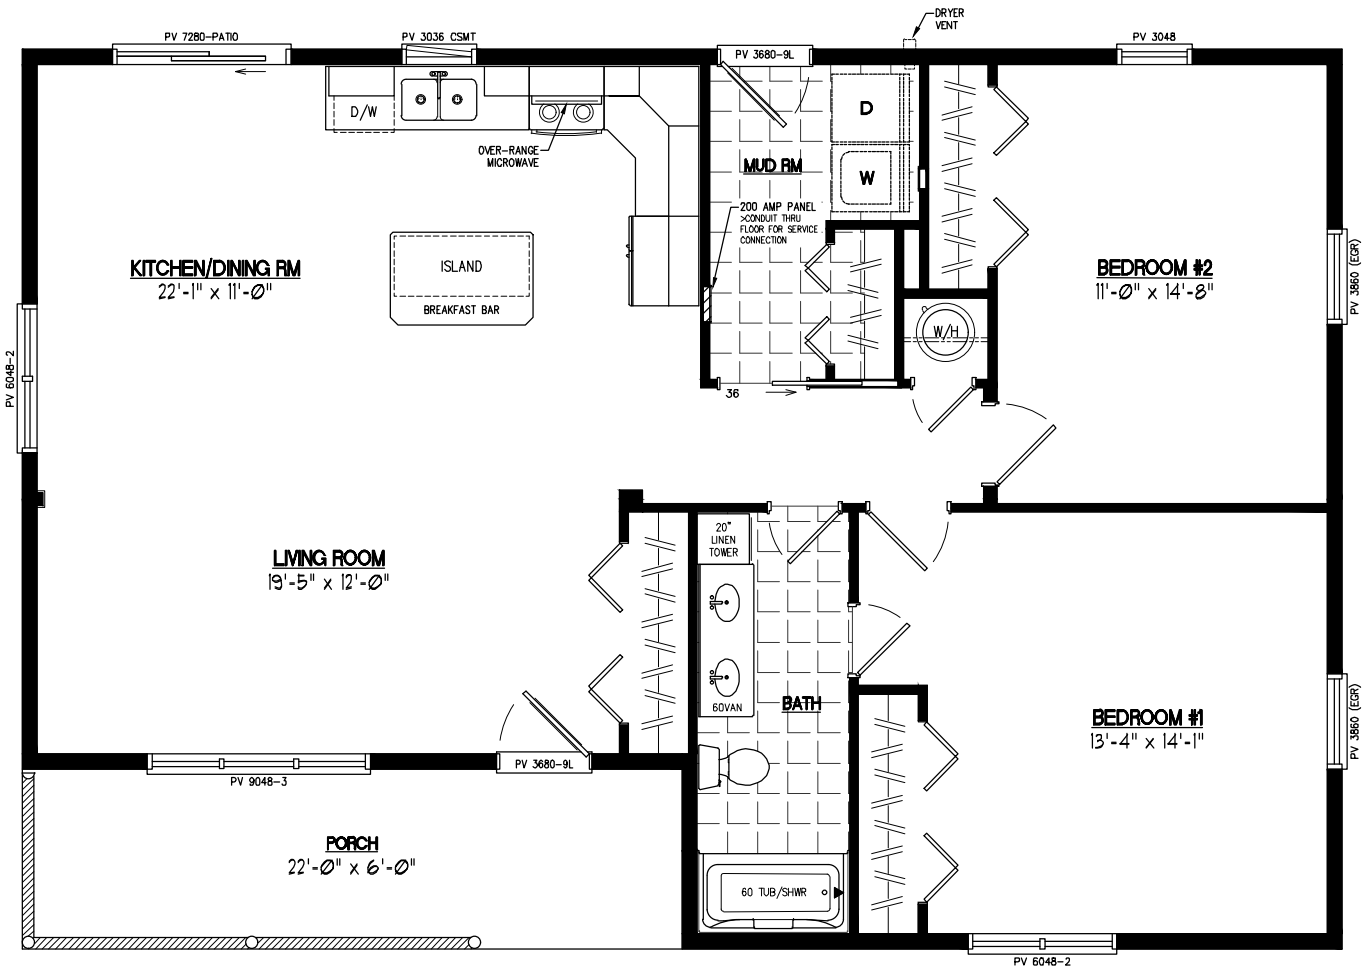 DRYER
VENT
PV 7280-PATIO
PV 3036 CSMT
PV 3680-9L
PV 3048
D/W
OVER-RANGE
MICROWAVE
D
MUD RM
W
200 AMP PANEL
>CONDUIT THRU
FLOOR FOR SERVICE
CONNECTION
KITCHEN/DINING RM
22'-1" x 11'-0"
ISLAND
BREAKFAST BAR
BEDROOM #2
11'-0" x 14'-8"
PV 3860 (EGR)
W/H
PV 6048-2
36
20"
LINEN
TOWER
LIVING ROOM
19'-5" x 12'-0"
60VAN
BATH
BEDROOM #1
13'-4" x 14'-1"
PV 3860 (EGR)
PV 9048-3
PV 3680-9L
PORCH
22'-0" x 6'-0"
60 TUB/SHWR
PV 6048-2